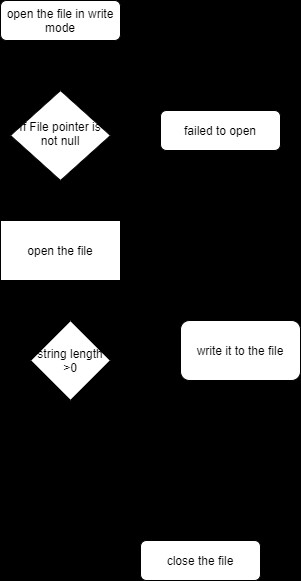 open the file in write
mode
if File pointer is
not null
failed to open
open the file
string length
>0
write it to the file
close the file